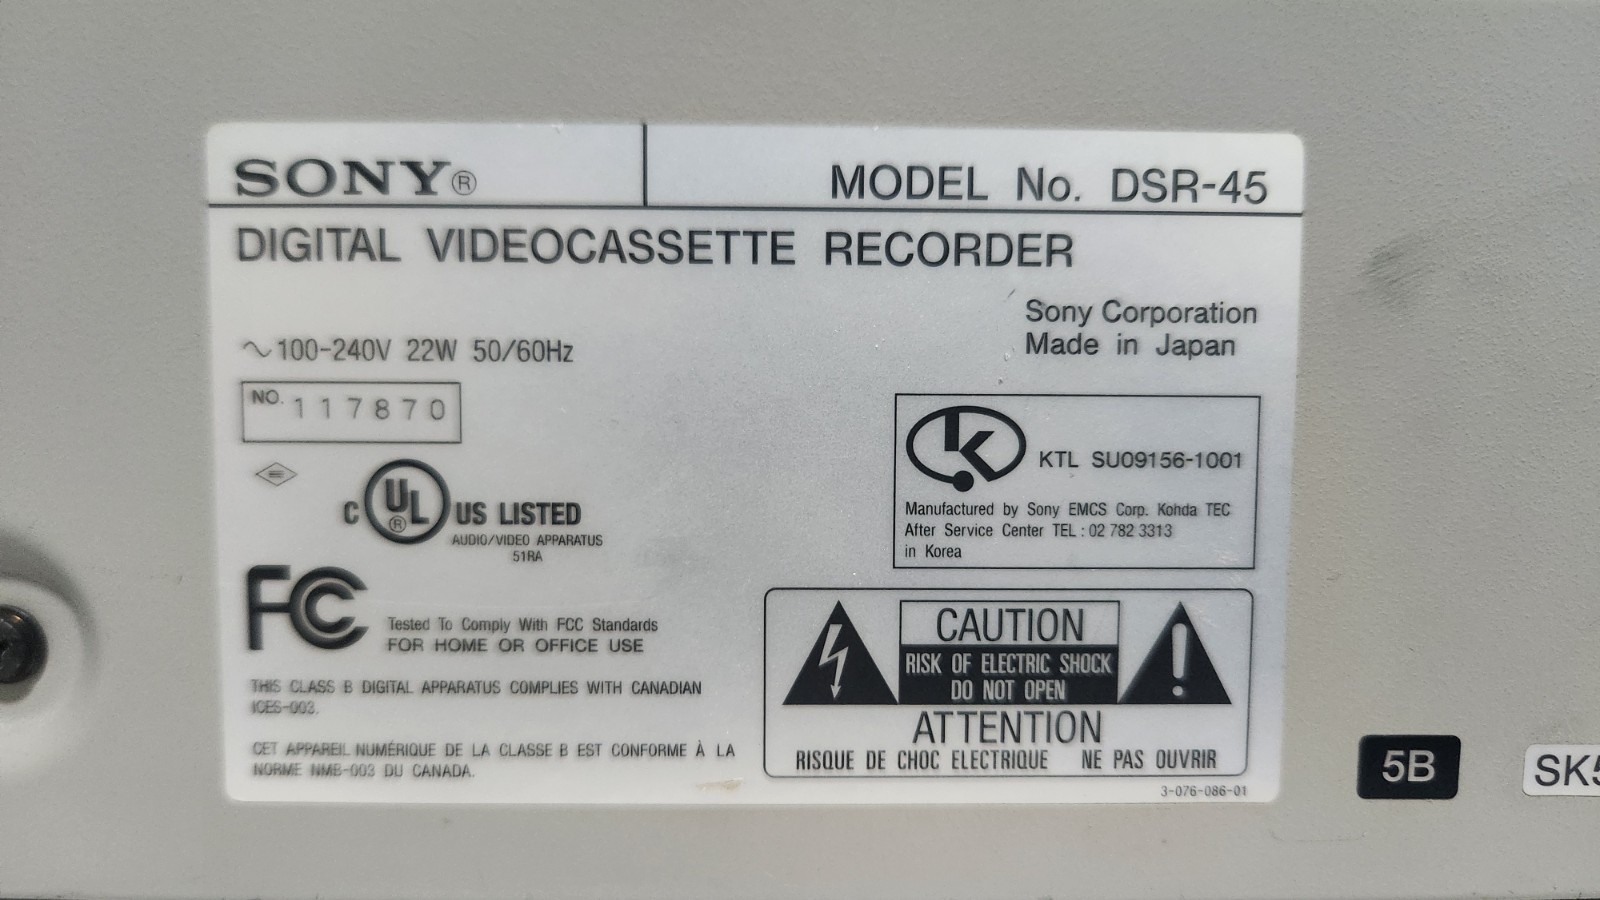 SONY®
MODEL No. DSR-45
DIGITAL VIDEOCASSETTE RECORDER
Sony Corporation
Made in Japan
~100-240V 22W 50/60Hz
NO. 117870
KTL SU09156-1001
Manufactured by Sony EMCS Corp. Kohda TEC
After Service Center TEL : 02 782 3313
in Korea
C UL® US LISTED
AUDIO/VIDEO APPARATUS
51RA
FC Tested To Comply With FCC Standards
FOR HOME OR OFFICE USE
THIS CLASS B DIGITAL APPARATUS COMPLIES WITH CANADIAN
ICES-003.
CET APPAREIL NUMÉRIQUE DE LA CLASSE B EST CONFORME À LA
NORME NMB-003 DU CANADA.
CAUTION
RISK OF ELECTRIC SHOCK
DO NOT OPEN
ATTENTION
RISQUE DE CHOC ELECTRIQUE NE PAS OUVRIR
3-076-086-01
5B
SK5